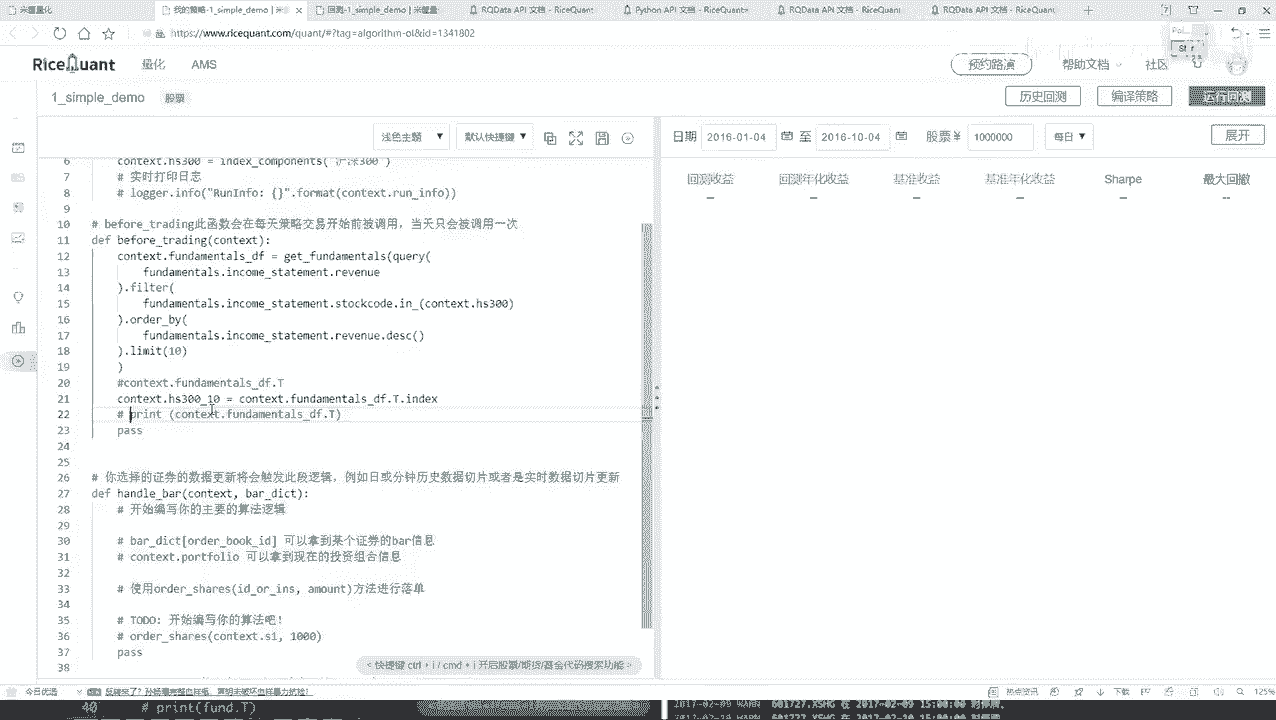 米筐量化
我的策略-1_simple_demo | 米
回测-1_simple_demo | 米筐量
RQData API 文档 - RiceQuant
Python API 文档 - RiceQuant
RQData API 文档 - RiceQuant
RQData API 文档 - RiceQuant
https://www.ricequant.com/quant/#?tag=algorithm-ol&id=1341802
RiceQuant 量化 AMS 预约路演 帮助文档 社区
1_simple_demo 股票 历史回测 编译策略 运行回测
浅色主题 默认快捷键 日期 2016-01-04 至 2016-10-04 股票¥ 1000000 每日 展开
回测收益 回测年化收益 基准收益 基准年化收益 Sharpe 最大回撤
-- -- -- -- -- --
6 context.hs300 = index_components("沪深300")
7 # 实时打印日志
8 # logger.info("RunInfo: {}".format(context.run_info))
9
10 # before_trading此函数会在每天策略交易开始前被调用，当天只会被调用一次
11 def before_trading(context):
12 context.fundamentals_df = get_fundamentals(query(
13 fundamentals.income_statement.revenue
14 ).filter(
15 fundamentals.income_statement.stockcode.in_(context.hs300)
16 ).order_by(
17 fundamentals.income_statement.revenue.desc()
18 ).limit(10)
19 )
20 #context.fundamentals_df.T
21 context.hs300_10 = context.fundamentals_df.T.index
22 # print (context.fundamentals_df.T)
23 pass
24
25
26 # 你选择的证券的数据更新将会触发此段逻辑，例如日或分钟历史数据切片或者是实时数据切片更新
27 def handle_bar(context, bar_dict):
28 # 开始编写你的主要的算法逻辑
29
30 # bar_dict[order_book_id] 可以拿到某个证券的bar信息
31 # context.portfolio 可以拿到现在的投资组合信息
32
33 # 使用order_shares(id_or_ins, amount)方法进行落单
34
35 # TODO: 开始编写你的算法吧！
36 # order_shares(context.s1, 1000)
37 pass
38
< 快捷键 ctrl + i / cmd + i 开启股票/期货/基金代码搜索功能 >
今日优选 热点资讯 下载 125%
40 # print(fund.T)